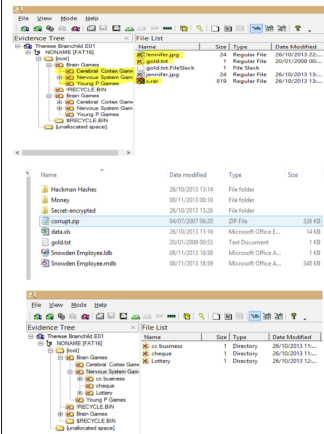 File View Mode Help
Evidence Tree
File List
Therese Brainchild.E01
NONAME [FAT16]
[root]
Brain Games
Cerebral Cortex Gam
Nervous System Gam
Young P Games
!RECYCLE.BIN
Brain Games
Cerebral Cortex Gam
Nervous System Gam
Young P Games
$RECYCLE.BIN
[unallocated space]
Name Size Type Date Modified
!ennifer.jpg 24 Regular File 26/10/2013 22:...
gold.txt 1 Regular File 20/01/2008 00:...
gold.txt.FileSlack 1 File Slack
jennifer.jpg 24 Regular File 26/10/2013 13:...
x.rar 819 Regular File 26/10/2013 13:...
Name Date modified Type Size
Hackman Hashes 26/10/2013 13:14 File folder
Money 08/11/2013 00:10 File folder
Secret-encrypted 26/10/2013 13:26 File folder
corrupt.zip 04/07/2007 06:20 ZIP File 326 KB
data.xls 26/10/2013 11:16 Microsoft Office E... 14 KB
gold.txt 20/01/2008 00:53 Text Document 1 KB
Snowden Employee.ldb 08/11/2013 18:58 Microsoft Office A... 1 KB
Snowden Employee.mdb 08/11/2013 18:59 Microsoft Office A... 348 KB
File View Mode Help
Evidence Tree
File List
Therese Brainchild.E01
NONAME [FAT16]
[root]
Brain Games
Cerebral Cortex Gam
Nervous System Gam
cc business
cheque
Lottery
Young P Games
!RECYCLE.BIN
Brain Games
$RECYCLE.BIN
[unallocated space]
Name Size Type Date Modified
cc business 1 Directory 26/10/2013 11:...
cheque 1 Directory 26/10/2013 11:...
Lottery 1 Directory 26/10/2013 12:...